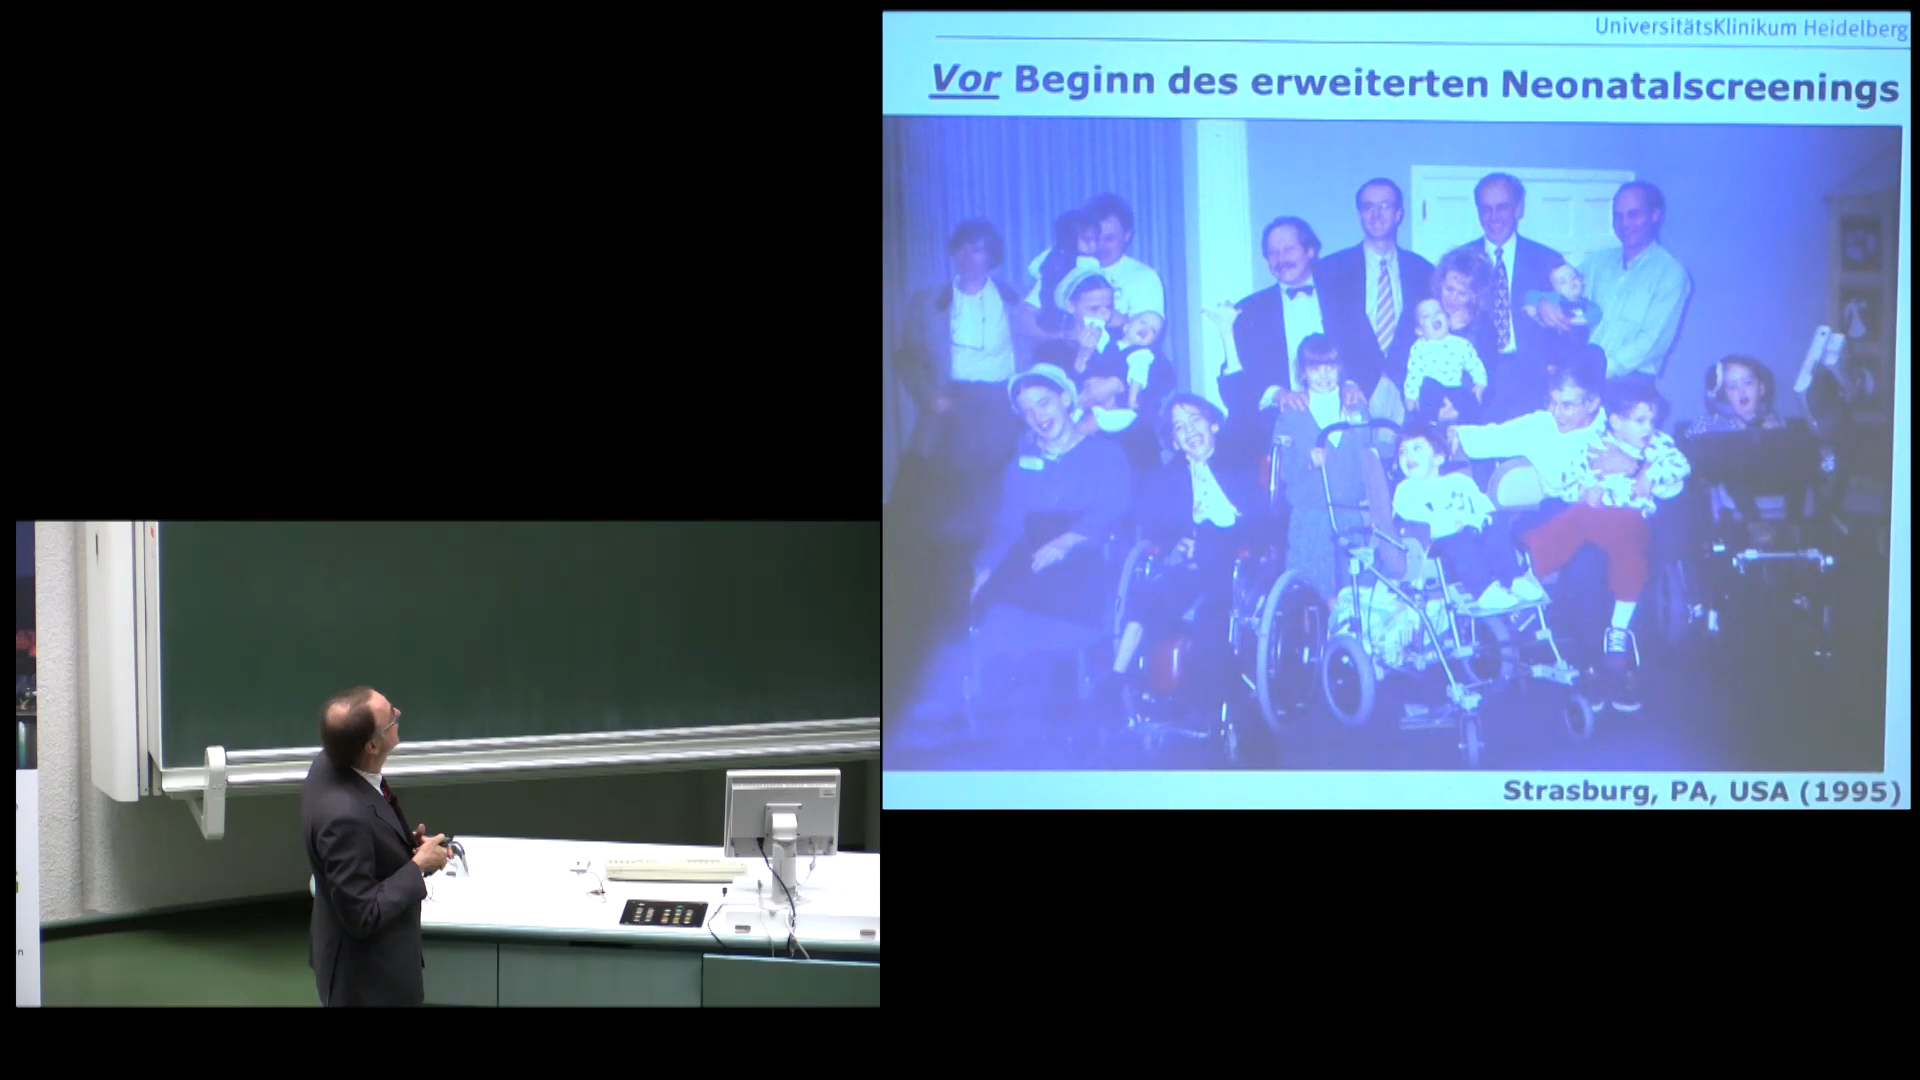 UniversitätsKlinikum Heidelberg
Vor Beginn des erweiterten Neonatalscreenings
Strasburg, PA, USA (1995)